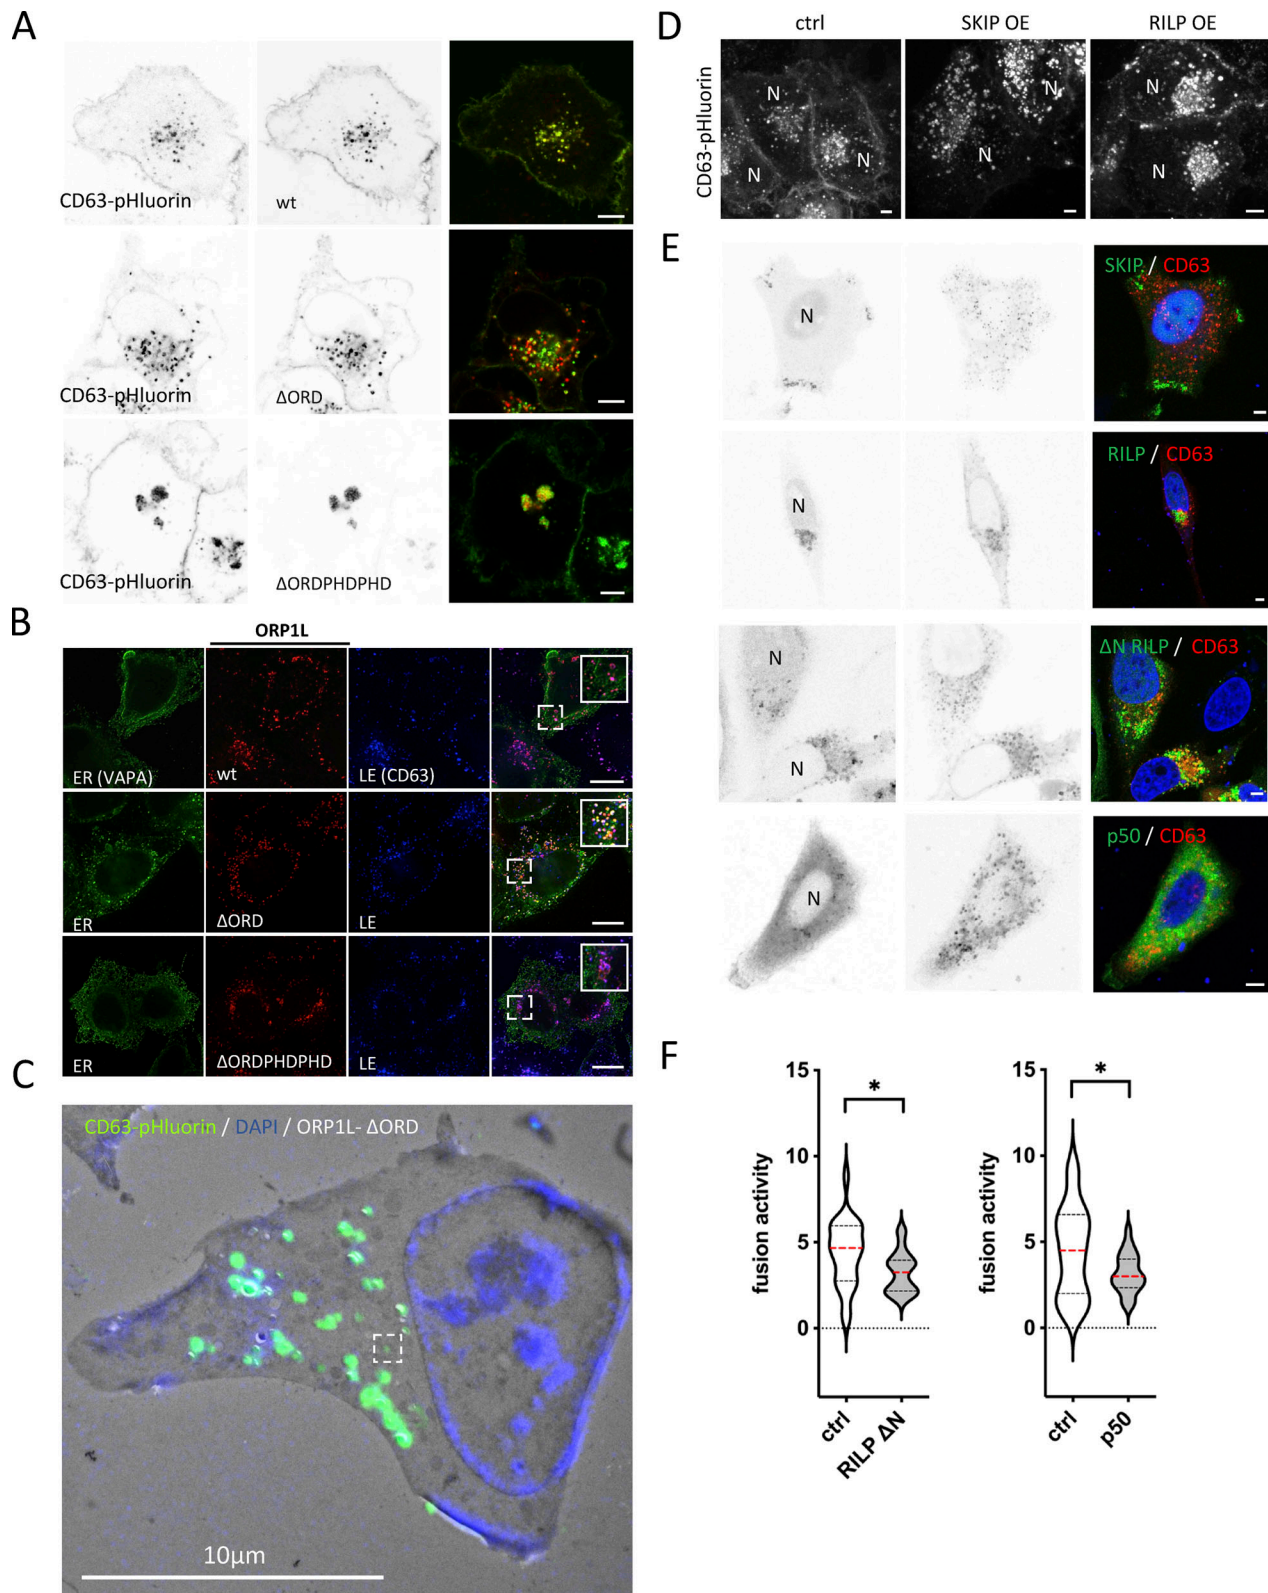 A
CD63-pHluorin
wt
CD63-pHluorin
ΔORD
CD63-pHluorin
ΔORDPHDPHD
B
ORP1L
ER (VAPA)
wt
LE (CD63)
ER
ΔORD
LE
ER
ΔORDPHDPHD
LE
C
CD63-pHluorin / DAPI / ORP1L- ΔORD
10μm
D
ctrl
SKIP OE
RILP OE
CD63-pHluorin
N
N
N
N
N
N
N
E
N
SKIP / CD63
N
RILP / CD63
N
N
ΔN RILP / CD63
N
p50 / CD63
F
fusion activity
15
10
5
0
*
ctrl
RILP ΔN
fusion activity
15
10
5
0
*
ctrl
p50